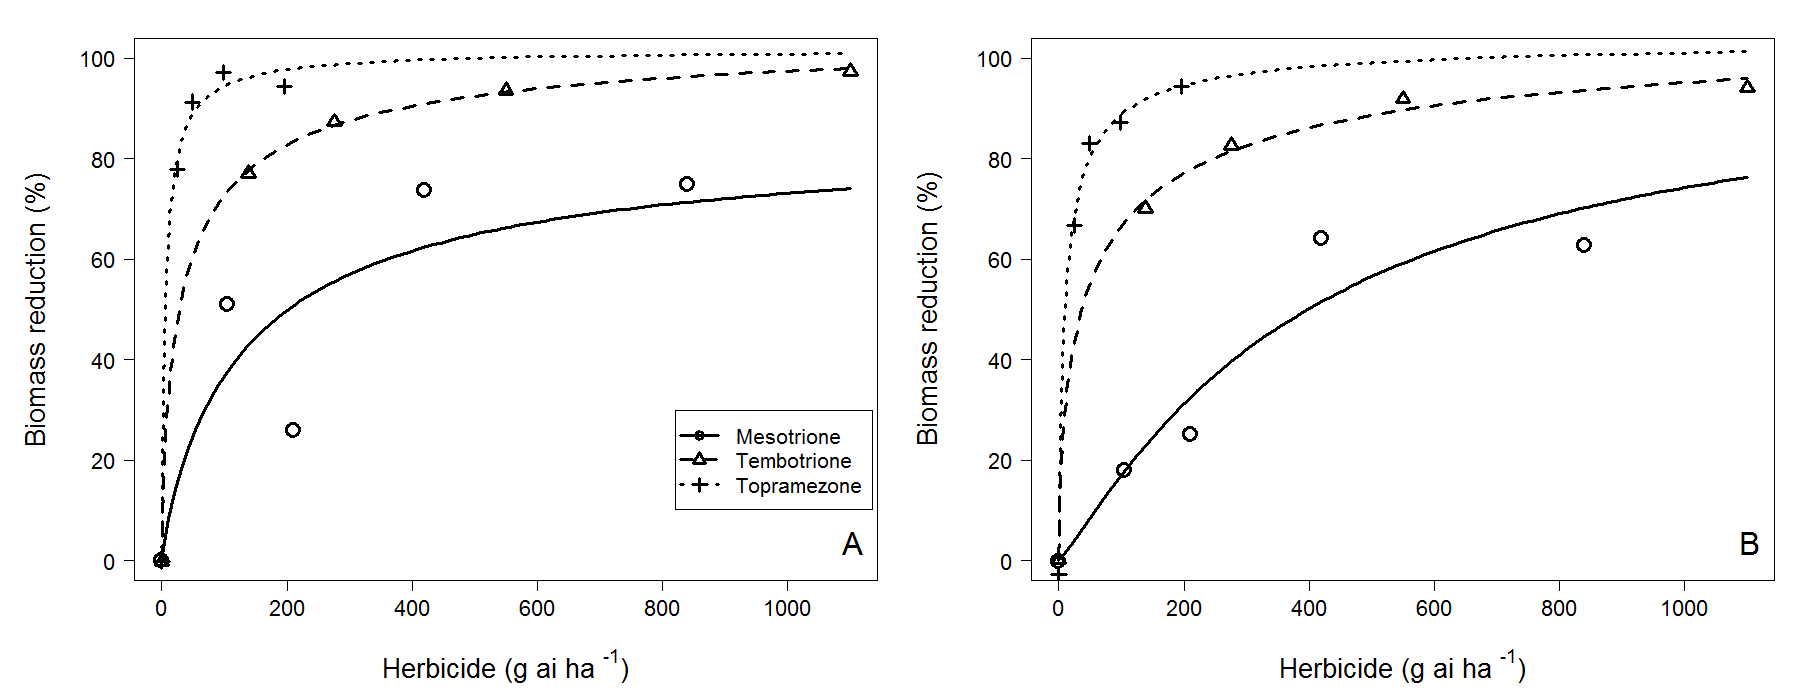 Biomass reduction (%)
100
80
60
40
20
0
Mesotrione
Tembotrione
Topramezone
A
0 200 400 600 800 1000
Herbicide (g ai ha -1)
Biomass reduction (%)
100
80
60
40
20
0
B
0 200 400 600 800 1000
Herbicide (g ai ha -1)